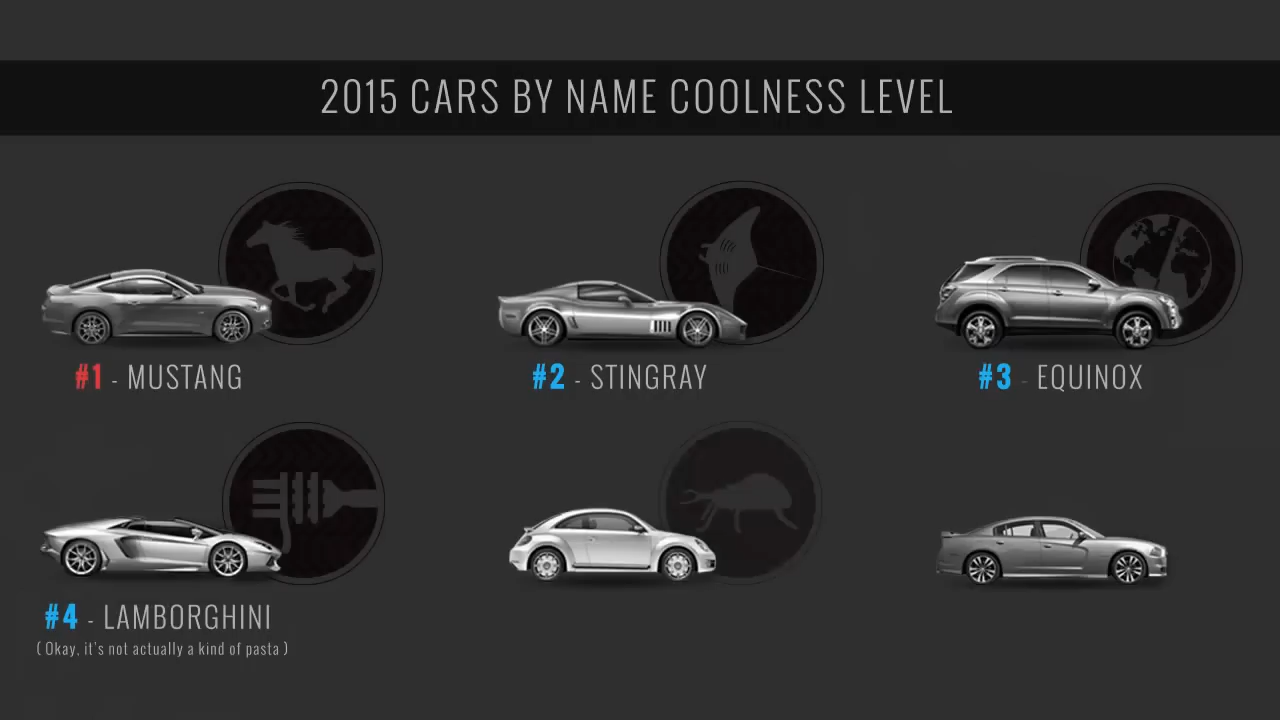 2015 CARS BY NAME COOLNESS LEVEL
#1 - MUSTANG
#2 - STINGRAY
#3 - EQUINOX
#4 - LAMBORGHINI
( Okay, it's not actually a kind of pasta )